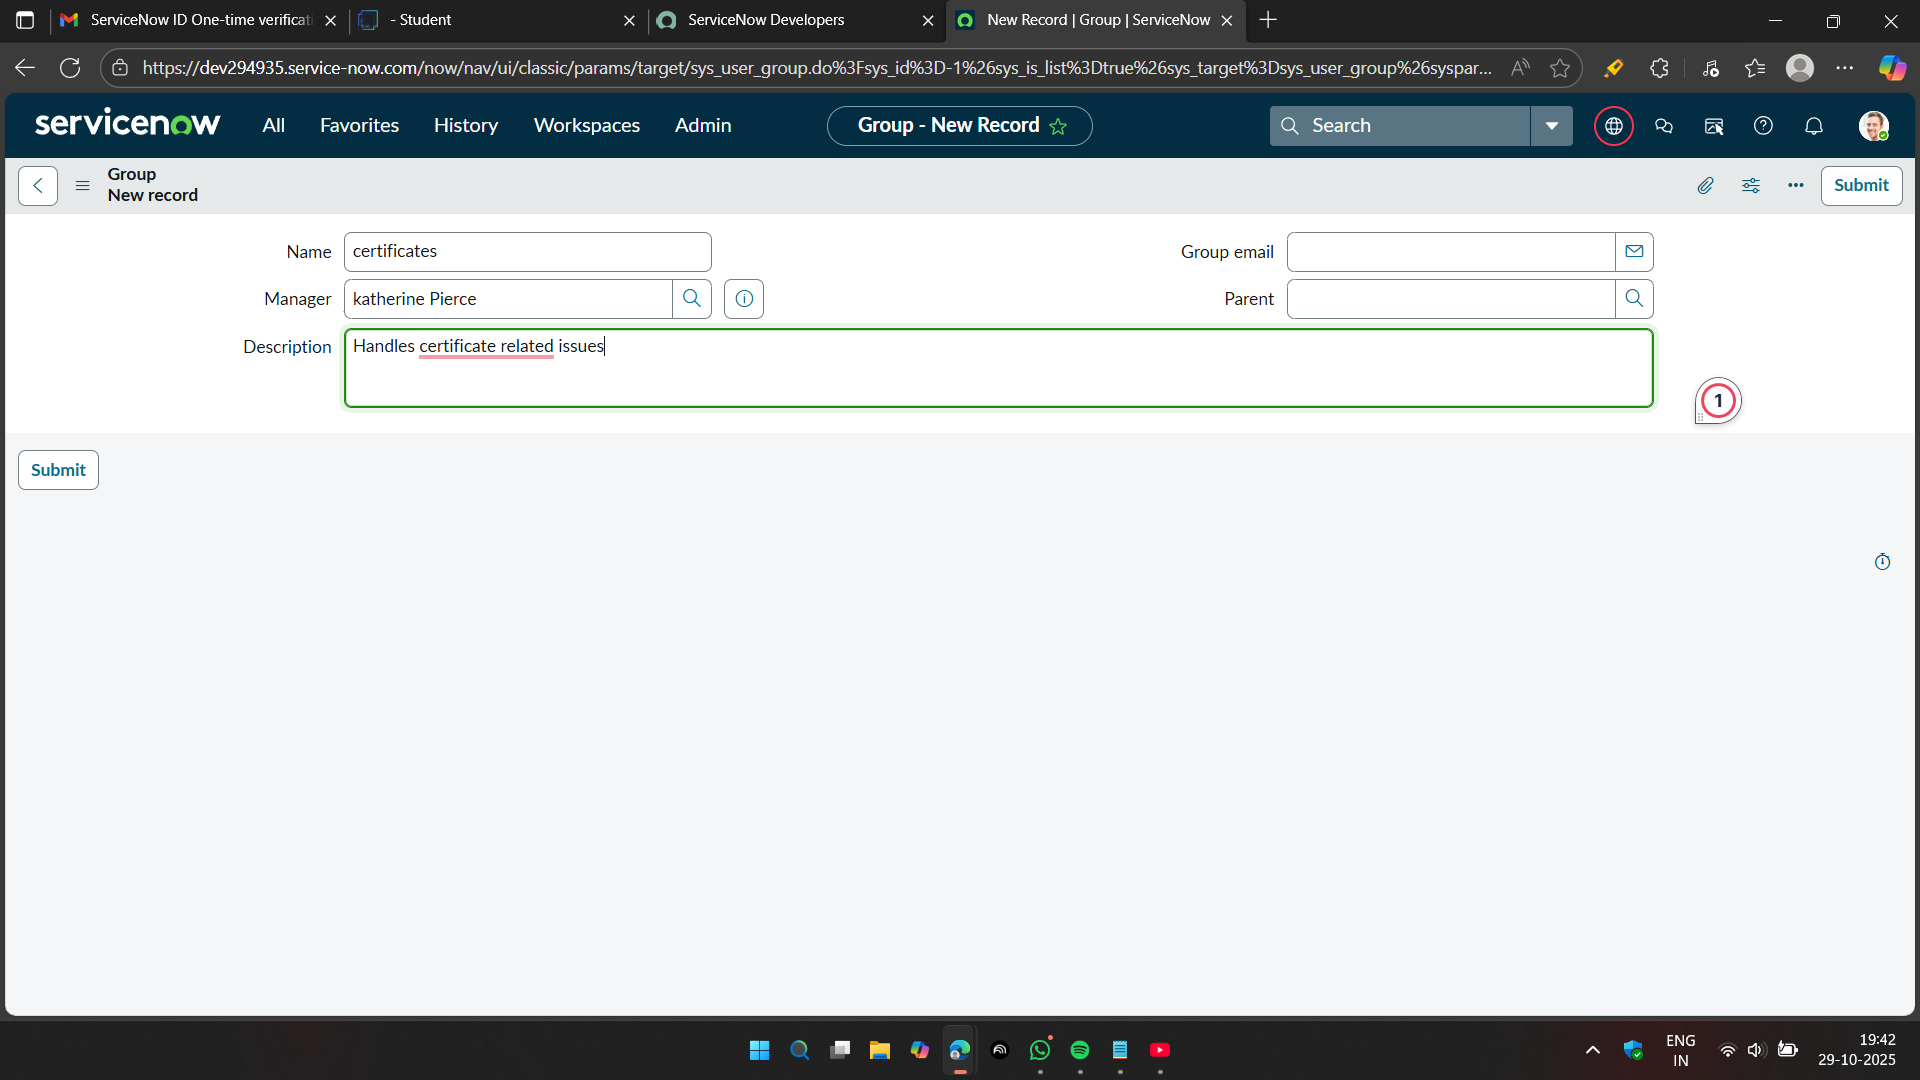 ServiceNow ID One-time verificati
- Student
ServiceNow Developers
New Record | Group | ServiceNow
https://dev294935.service-now.com/now/nav/ui/classic/params/target/sys_user_group.do%3Fsys_id%3D-1%26sys_is_list%3Dtrue%26sys_target%3Dsys_user_group%26syspar...
servicenow
All
Favorites
History
Workspaces
Admin
Group - New Record
Search
Group
New record
Submit
Name
certificates
Group email
Manager
katherine Pierce
Parent
Description
Handles certificate related issues
1
Submit
ENG
IN
19:42
29-10-2025